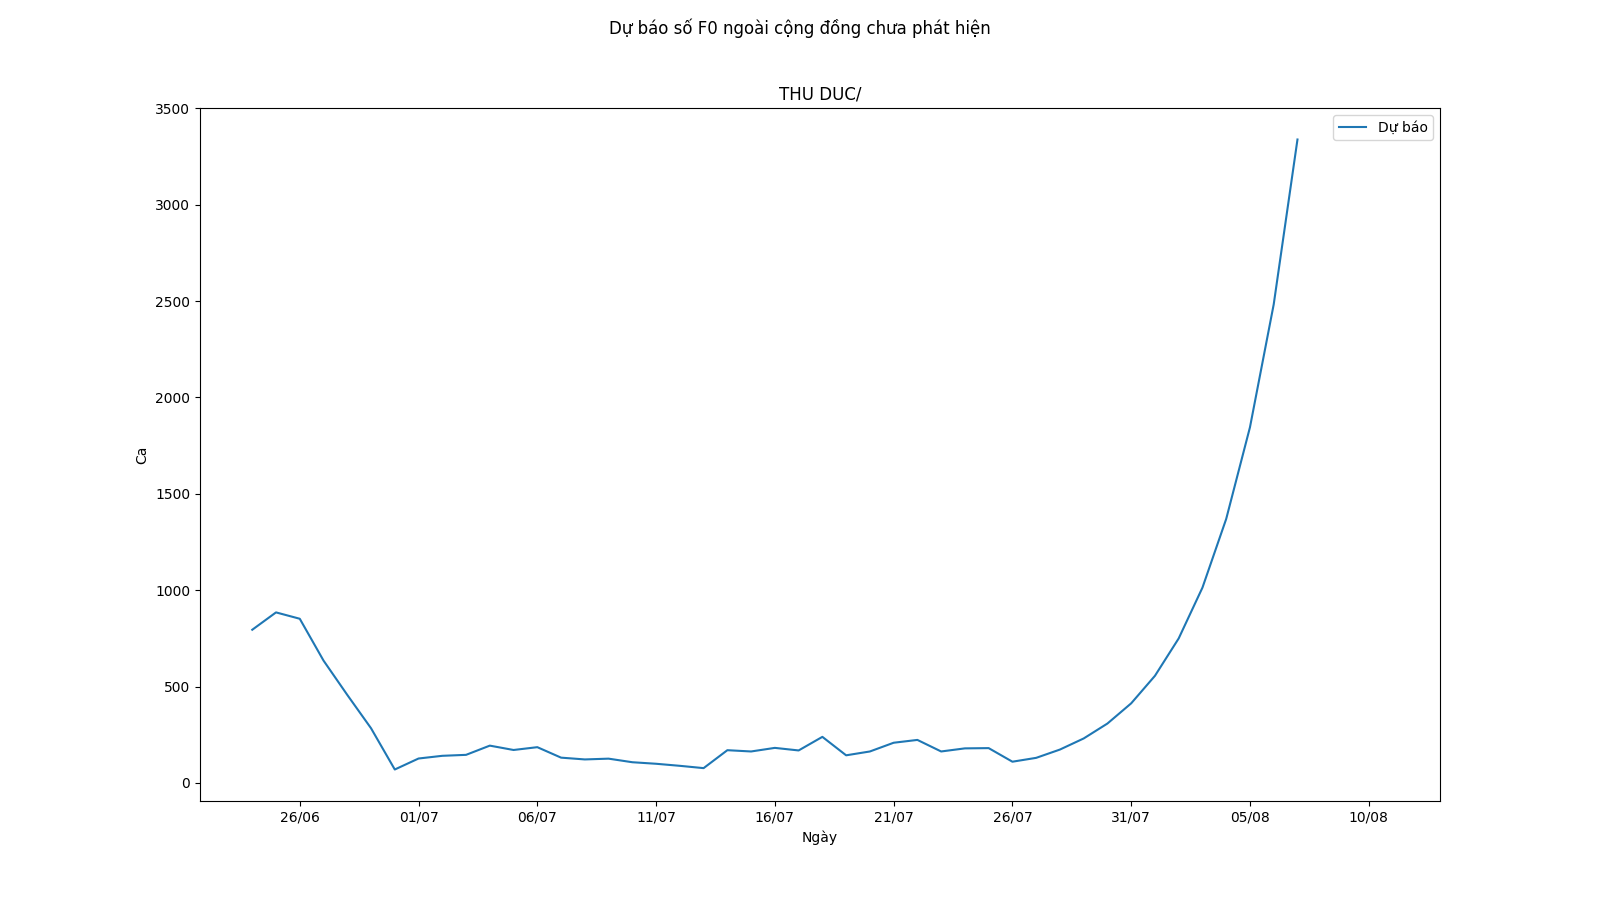 Dự báo số F0 ngoài cộng đồng chưa phát hiện
THU DUC/
Dự báo
3500
3000
2500
2000
1500
1000
500
0
Ca
26/06 01/07 06/07 11/07 16/07 21/07 26/07 31/07 05/08 10/08
Ngày